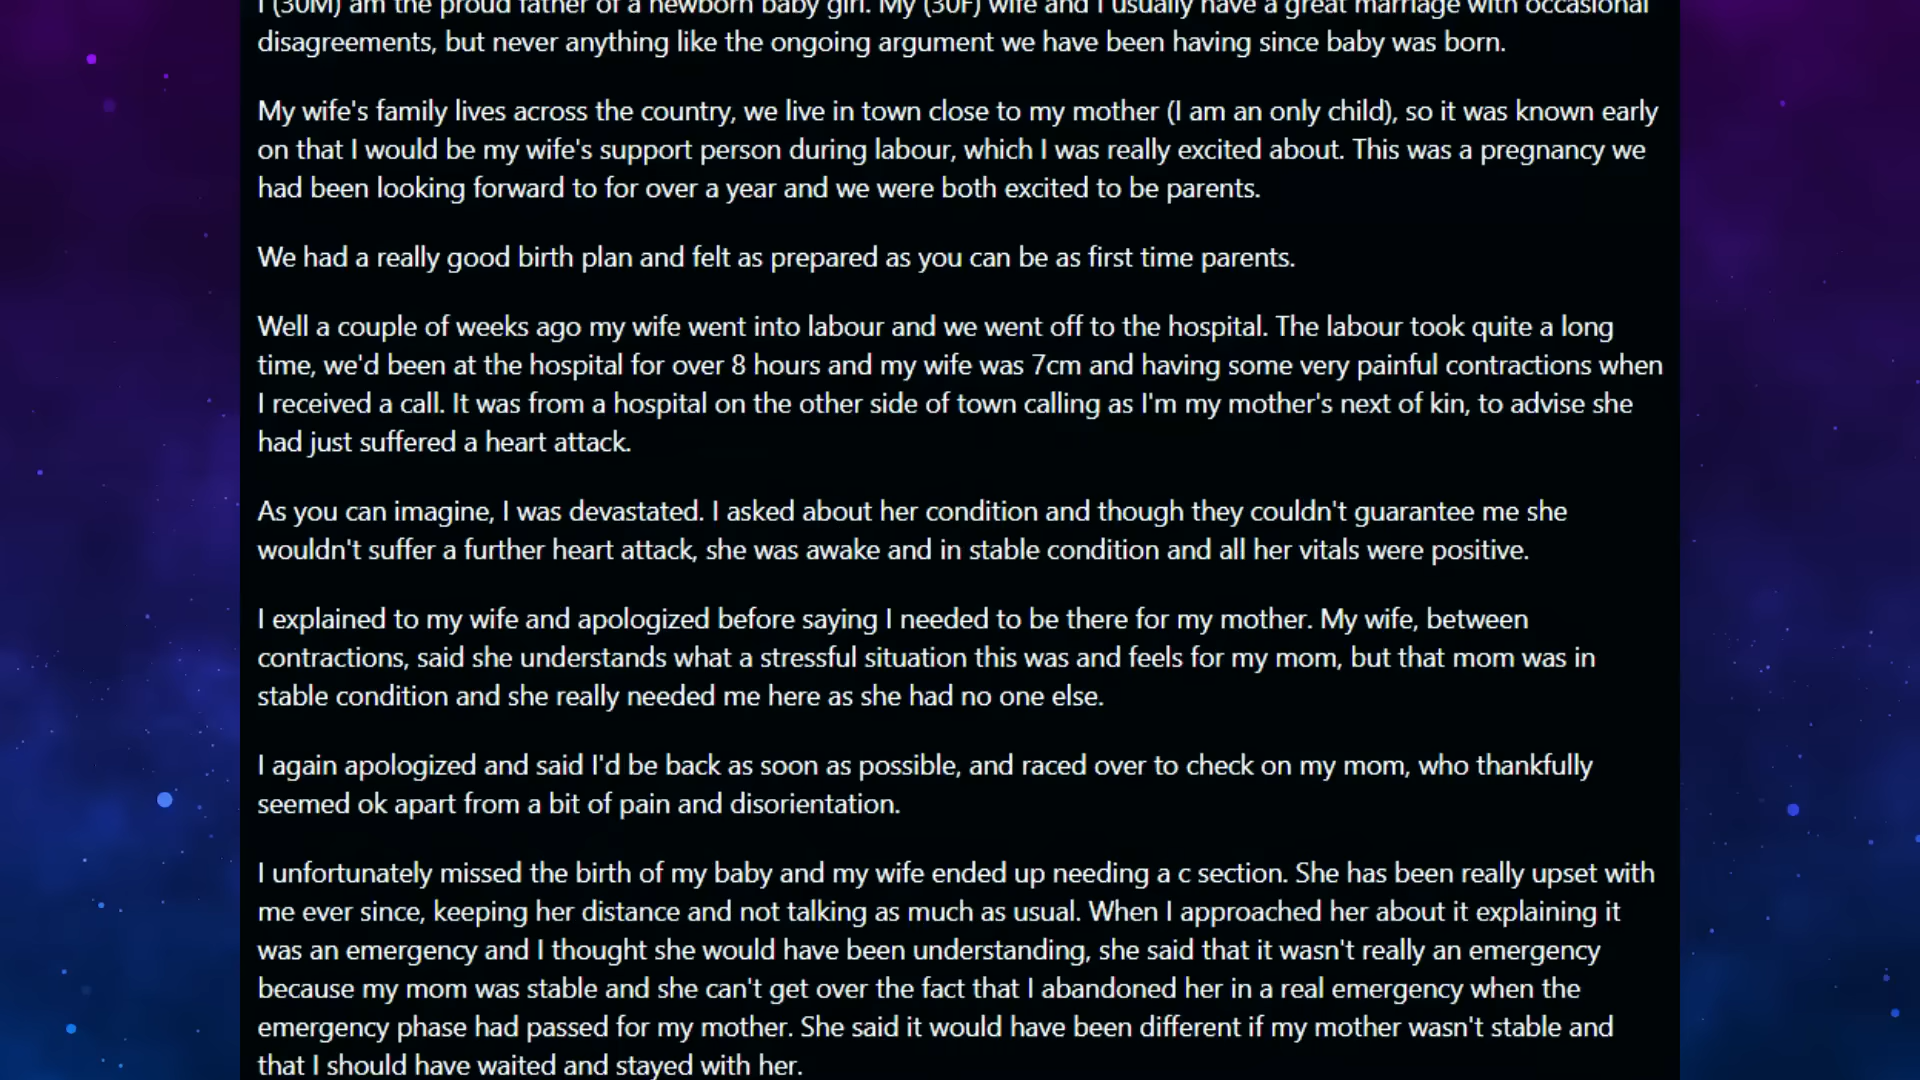 I (30M) am the proud father of a newborn baby girl. My (30F) wife and I usually have a great marriage with occasional
disagreements, but never anything like the ongoing argument we have been having since baby was born.
My wife's family lives across the country, we live in town close to my mother (I am an only child), so it was known early
on that I would be my wife's support person during labour, which I was really excited about. This was a pregnancy we
had been looking forward to for over a year and we were both excited to be parents.
We had a really good birth plan and felt as prepared as you can be as first time parents.
Well a couple of weeks ago my wife went into labour and we went off to the hospital. The labour took quite a long
time, we'd been at the hospital for over 8 hours and my wife was 7cm and having some very painful contractions when
I received a call. It was from a hospital on the other side of town calling as I'm my mother's next of kin, to advise she
had just suffered a heart attack.
As you can imagine, I was devastated. I asked about her condition and though they couldn't guarantee me she
wouldn't suffer a further heart attack, she was awake and in stable condition and all her vitals were positive.
I explained to my wife and apologized before saying I needed to be there for my mother. My wife, between
contractions, said she understands what a stressful situation this was and feels for my mom, but that mom was in
stable condition and she really needed me here as she had no one else.
I again apologized and said I'd be back as soon as possible, and raced over to check on my mom, who thankfully
seemed ok apart from a bit of pain and disorientation.
I unfortunately missed the birth of my baby and my wife ended up needing a c section. She has been really upset with
me ever since, keeping her distance and not talking as much as usual. When I approached her about it explaining it
was an emergency and I thought she would have been understanding, she said that it wasn't really an emergency
because my mom was stable and she can't get over the fact that I abandoned her in a real emergency when the
emergency phase had passed for my mother. She said it would have been different if my mother wasn't stable and
that I should have waited and stayed with her.